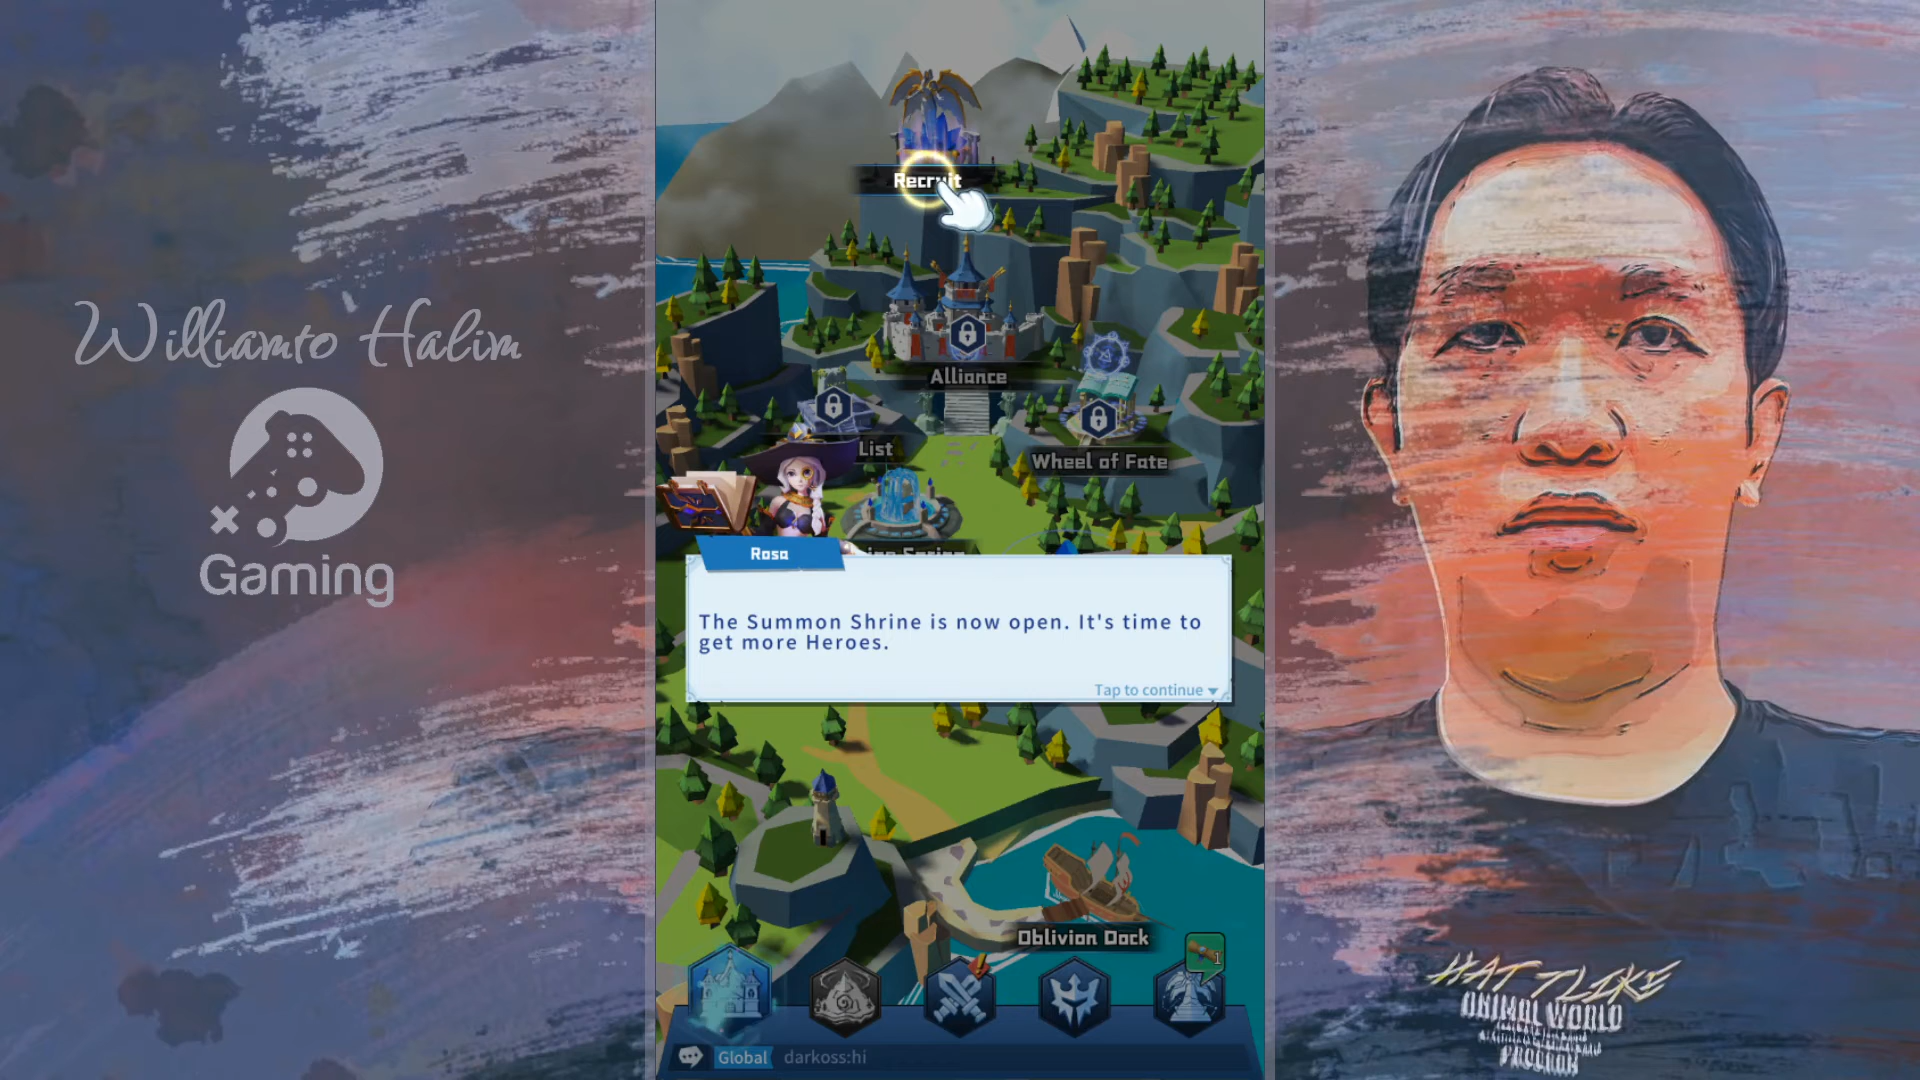 Recruit
Williamto Halim
Alliance
List
Wheel of Fate
Gaming
Rosa
The Summon Shrine is now open. It's time to
get more Heroes.
Tap to continue
Oblivion Dock
1
Global darkoss:hi